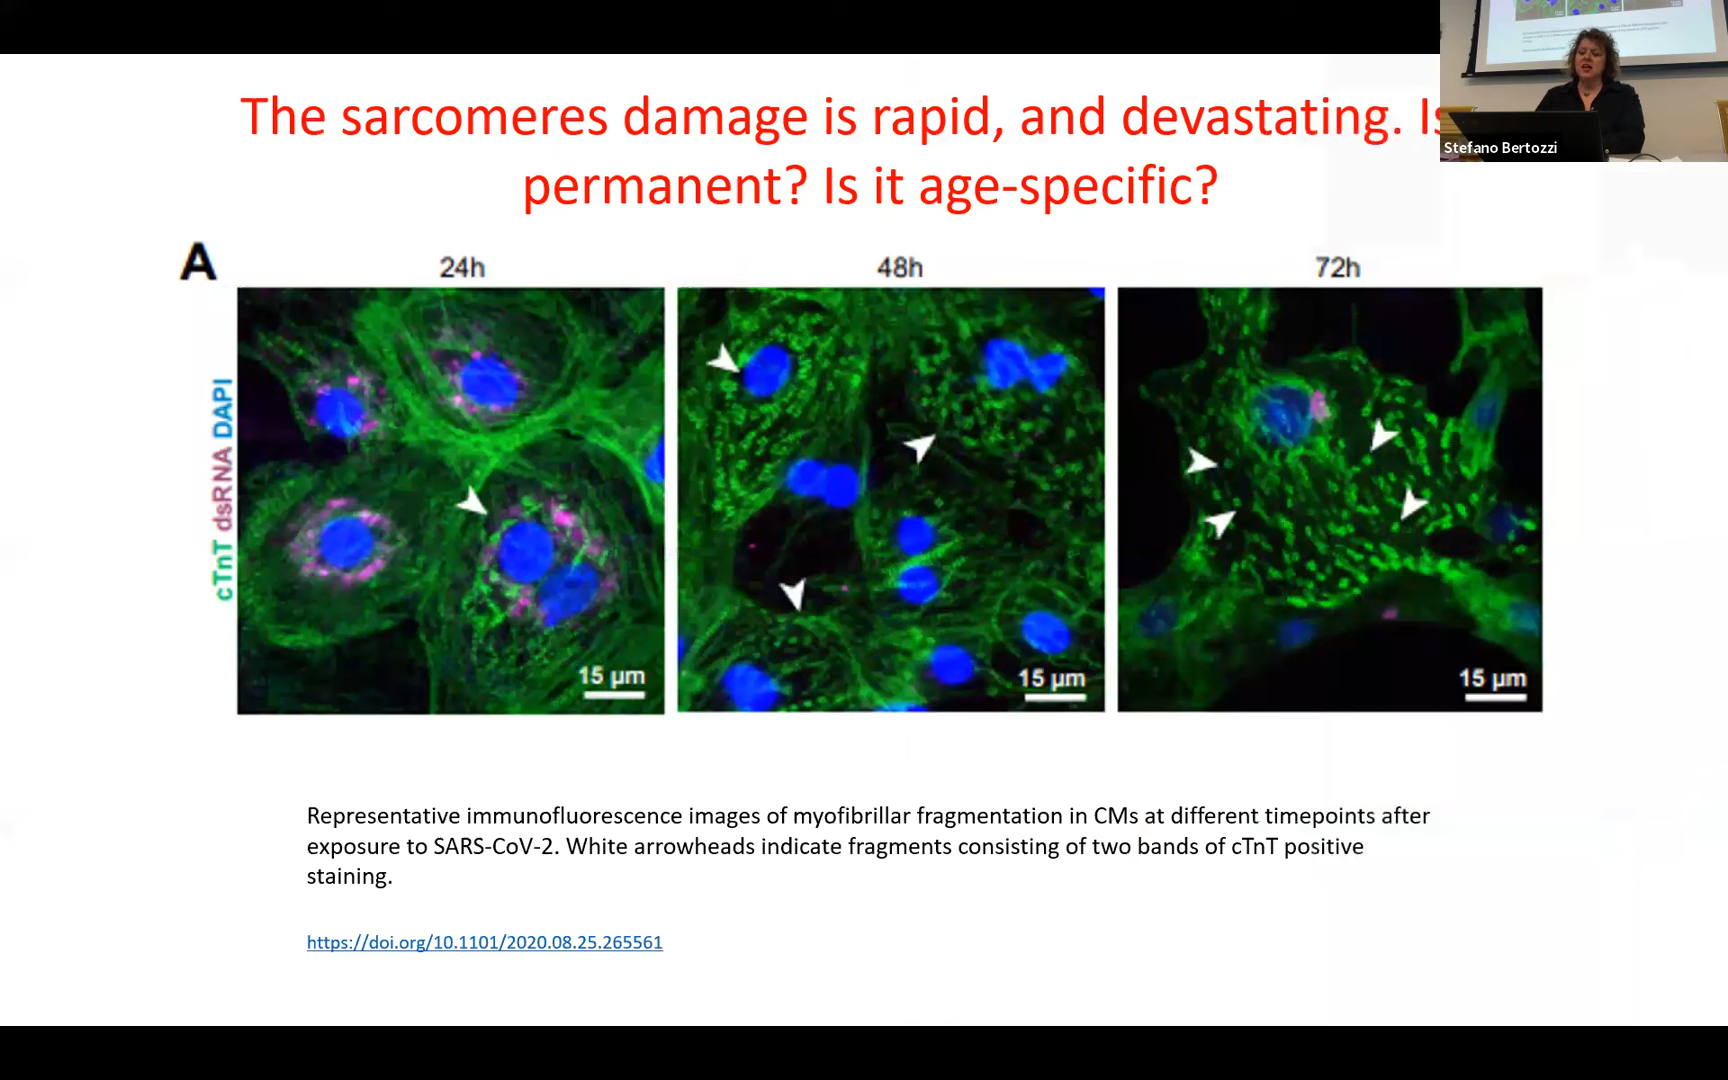 The sarcomeres damage is rapid, and devastating. Is
permanent? Is it age-specific?
Stefano Bertozzi
A
24h
48h
72h
cTnT dsRNA DAPI
15 µm
15 µm
15 µm
Representative immunofluorescence images of myofibrillar fragmentation in CMs at different timepoints after
exposure to SARS-CoV-2. White arrowheads indicate fragments consisting of two bands of cTnT positive
staining.
https://doi.org/10.1101/2020.08.25.265561